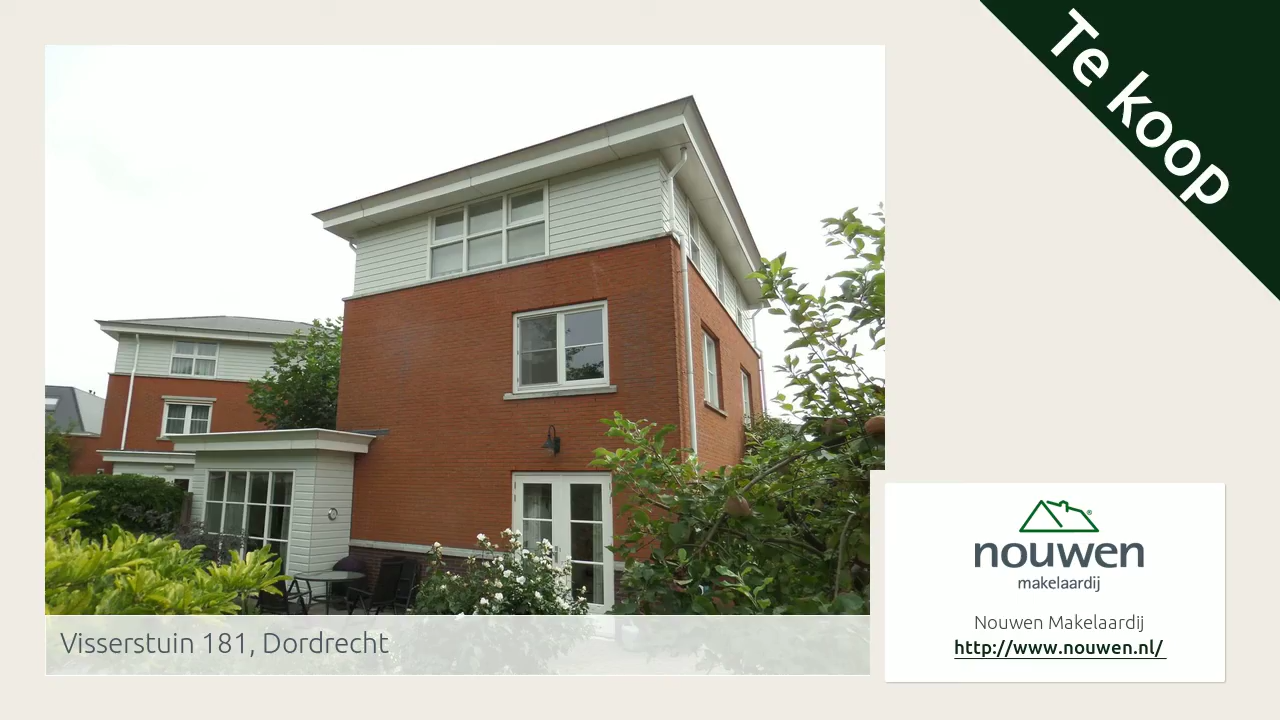 Te koop
Visserstuin 181, Dordrecht
nouwen®
makelaardij
Nouwen Makelaardij
http://www.nouwen.nl/